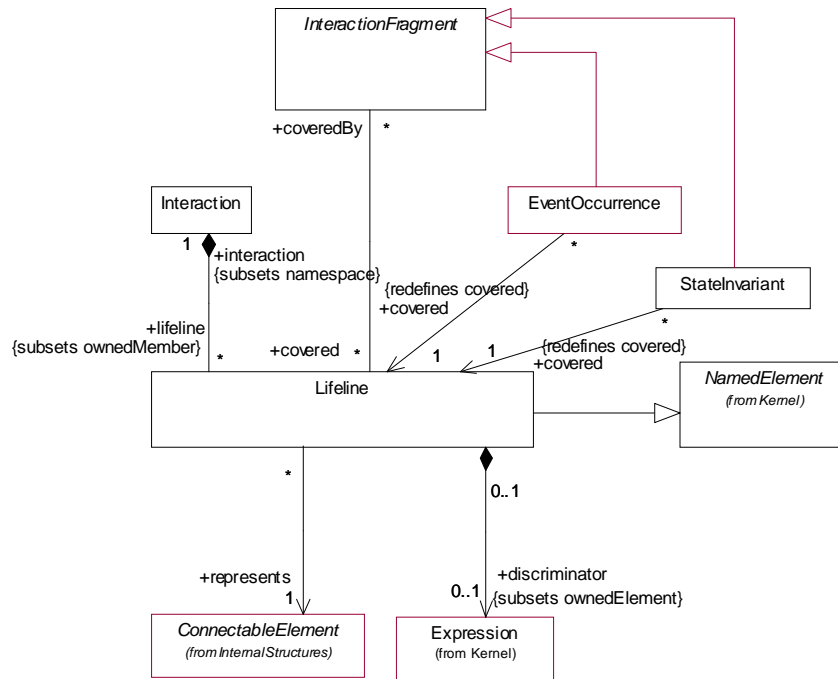 InteractionFragment
+coveredBy
*
Interaction
EventOccurrence
1
+interaction
{subsets namespace}
*
{redefines covered}
+covered
StateInvariant
*
+lifeline
{subsets ownedMember}
*
+covered
*
1
1
{redefines covered}
+covered
Lifeline
NamedElement
(from Kernel)
*
0..1
+represents
1
+discriminator
0..1
{subsets ownedElement}
ConnectableElement
(from InternalStructures)
Expression
(from Kernel)